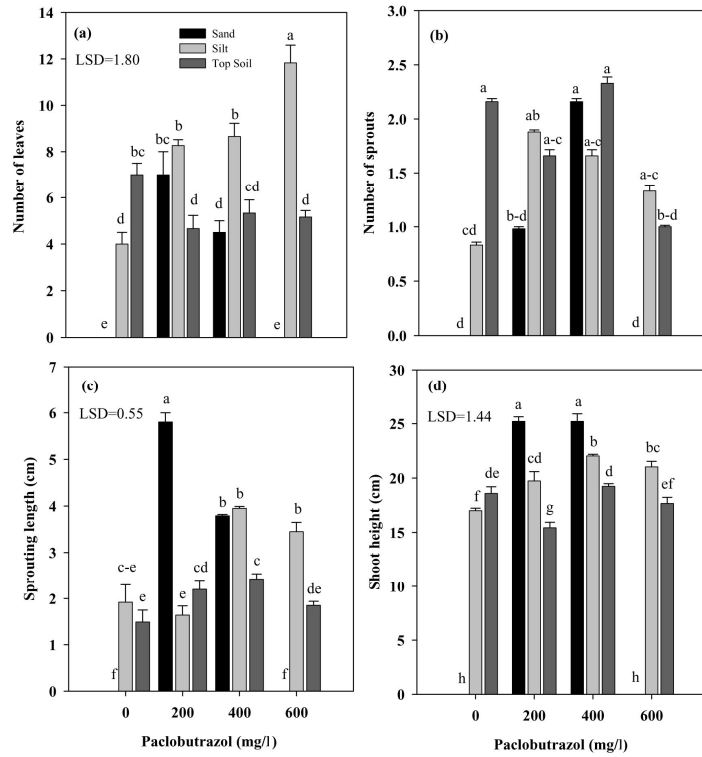 (a)
LSD=1.80
Sand
Silt
Top Soil
Number of leaves
14
12
10
8
6
4
2
0
e
d
bc
bc
b
d
d
b
cd
e
a
d
(b)
Number of sprouts
3.0
2.5
2.0
1.5
1.0
0.5
0.0
d
cd
a
b-d
ab
a-c
a
a-c
a
d
a-c
b-d
(c)
LSD=0.55
Sprouting length (cm)
7
6
5
4
3
2
1
0
f
c-e
e
a
e
cd
b
b
c
f
b
de
0
200
400
600
Paclobutrazol (mg/l)
(d)
LSD=1.44
Shoot height (cm)
30
25
20
15
10
5
0
h
f
de
a
cd
g
a
b
d
h
bc
ef
0
200
400
600
Paclobutrazol (mg/l)